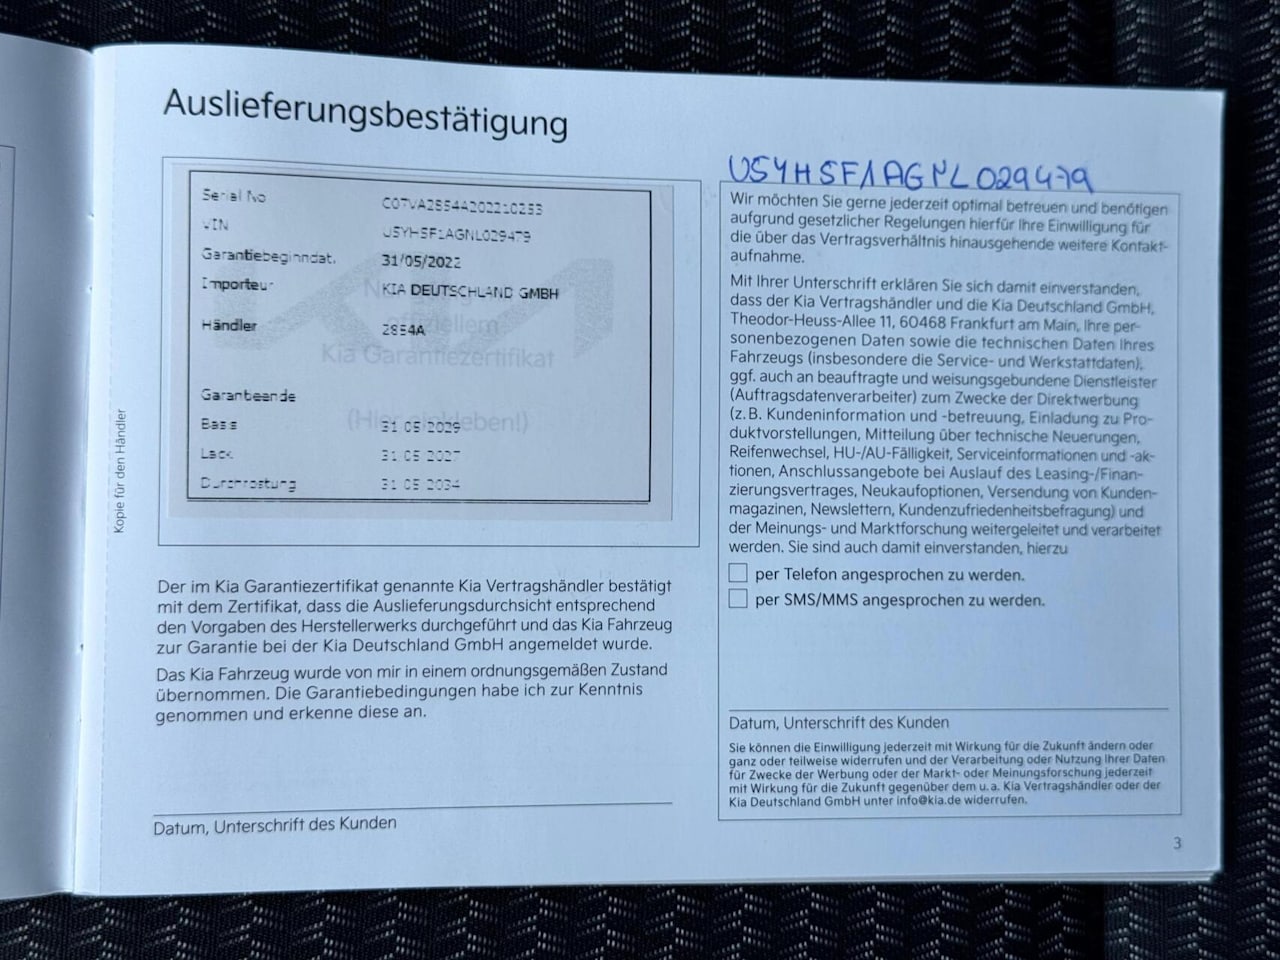 Auslieferungsbestätigung
Serial No C07VA2854A202210253
VIN U5YH5F1AGNL029479
Garantiebeginndat. 31/05/2022
Importeur KIA DEUTSCHLAND GMBH
Händler 2854A
offiziellem
Kia Garantiezertifikat
Garantieende
(Hier einkleben!)
Basis 31 05 2029
Lack 31 05 2027
Durchrostung 31 05 2034
Kopie für den Händler
Der im Kia Garantiezertifikat genannte Kia Vertragshändler bestätigt
mit dem Zertifikat, dass die Auslieferungsdurchsicht entsprechend
den Vorgaben des Herstellerwerks durchgeführt und das Kia Fahrzeug
zur Garantie bei der Kia Deutschland GmbH angemeldet wurde.
Das Kia Fahrzeug wurde von mir in einem ordnungsgemäßen Zustand
übernommen. Die Garantiebedingungen habe ich zur Kenntnis
genommen und erkenne diese an.
Datum, Unterschrift des Kunden
U5YH5F1AGNL029479
Wir möchten Sie gerne jederzeit optimal betreuen und benötigen
aufgrund gesetzlicher Regelungen hierfür Ihre Einwilligung für
die über das Vertragsverhältnis hinausgehende weitere Kontakt-
aufnahme.
Mit Ihrer Unterschrift erklären Sie sich damit einverstanden,
dass der Kia Vertragshändler und die Kia Deutschland GmbH,
Theodor-Heuss-Allee 11, 60468 Frankfurt am Main, Ihre per-
sonenbezogenen Daten sowie die technischen Daten Ihres
Fahrzeugs (insbesondere die Service- und Werkstattdaten),
ggf. auch an beauftragte und weisungsgebundene Dienstleister
(Auftragsdatenverarbeiter) zum Zwecke der Direktwerbung
(z.B. Kundeninformation und -betreuung, Einladung zu Pro-
duktvorstellungen, Mitteilung über technische Neuerungen,
Reifenwechsel, HU-/AU-Fälligkeit, Serviceinformationen und -ak-
tionen, Anschlussangebote bei Auslauf des Leasing-/Finan-
zierungsvertrages, Neukaufoptionen, Versendung von Kunden-
magazinen, Newslettern, Kundenzufriedenheitsbefragung) und
der Meinungs- und Marktforschung weitergeleitet und verarbeitet
werden. Sie sind auch damit einverstanden, hierzu
per Telefon angesprochen zu werden.
per SMS/MMS angesprochen zu werden.
Datum, Unterschrift des Kunden
Sie können die Einwilligung jederzeit mit Wirkung für die Zukunft ändern oder
ganz oder teilweise widerrufen und der Verarbeitung oder Nutzung Ihrer Daten
für Zwecke der Werbung oder der Markt- oder Meinungsforschung jederzeit
mit Wirkung für die Zukunft gegenüber dem u. a. Kia Vertragshändler oder der
Kia Deutschland GmbH unter info@kia.de widerrufen.
3